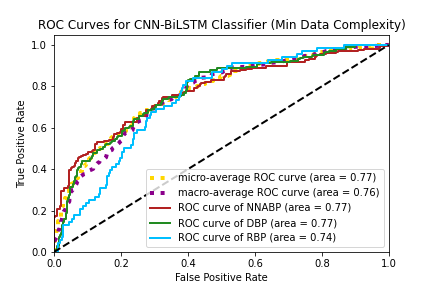 ROC Curves for CNN-BiLSTM Classifier (Min Data Complexity)
1.0
0.8
0.6
0.4
0.2
0.0
True Positive Rate
micro-average ROC curve (area = 0.77)
macro-average ROC curve (area = 0.76)
ROC curve of NNABP (area = 0.77)
ROC curve of DBP (area = 0.77)
ROC curve of RBP (area = 0.74)
0.0 0.2 0.4 0.6 0.8 1.0
False Positive Rate